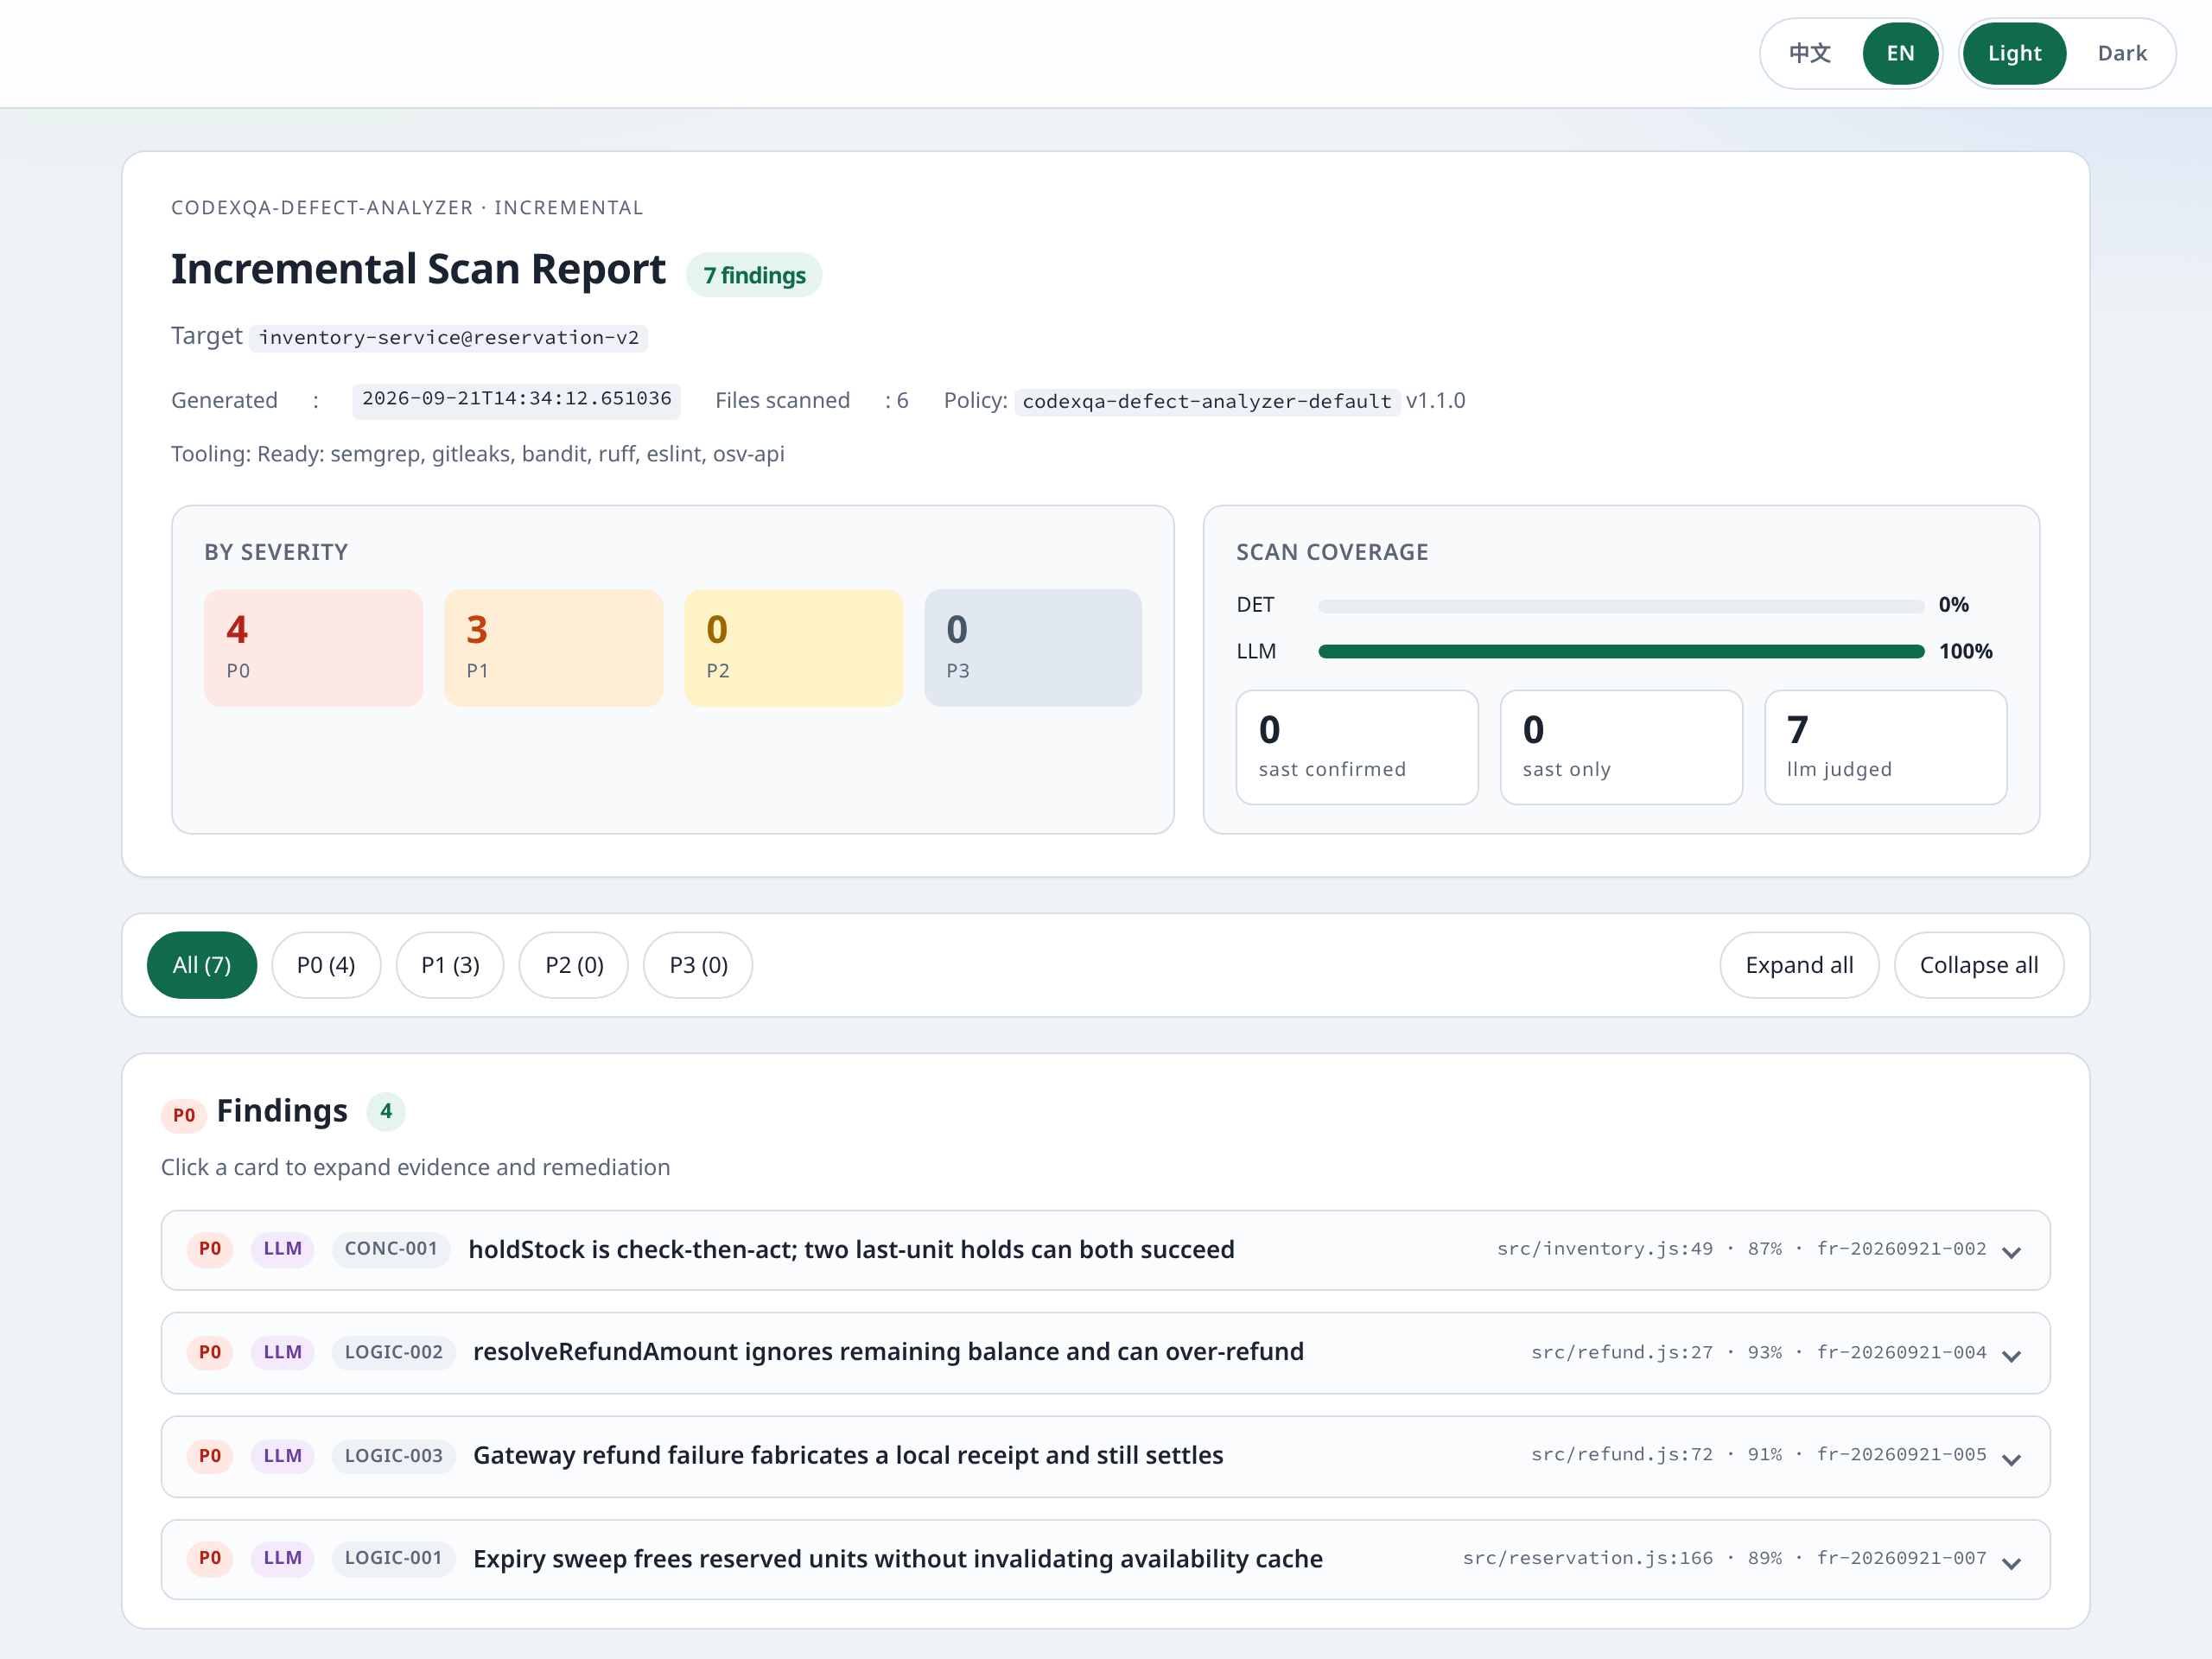 中文 EN Light Dark
CODEXQA-DEFECT-ANALYZER · INCREMENTAL
Incremental Scan Report 7 findings
Target inventory-service@reservation-v2
Generated : 2026-09-21T14:34:12.651036 Files scanned : 6 Policy: codexqa-defect-analyzer-default v1.1.0
Tooling: Ready: semgrep, gitleaks, bandit, ruff, eslint, osv-api
BY SEVERITY
4 3 0 0
P0 P1 P2 P3
SCAN COVERAGE
DET 0%
LLM 100%
0 0 7
sast confirmed sast only llm judged
All (7) P0 (4) P1 (3) P2 (0) P3 (0) Expand all Collapse all
P0 Findings 4
Click a card to expand evidence and remediation
P0 LLM CONC-001 holdStock is check-then-act; two last-unit holds can both succeed src/inventory.js:49 · 87% · fr-20260921-002
P0 LLM LOGIC-002 resolveRefundAmount ignores remaining balance and can over-refund src/refund.js:27 · 93% · fr-20260921-004
P0 LLM LOGIC-003 Gateway refund failure fabricates a local receipt and still settles src/refund.js:72 · 91% · fr-20260921-005
P0 LLM LOGIC-001 Expiry sweep frees reserved units without invalidating availability cache src/reservation.js:166 · 89% · fr-20260921-007